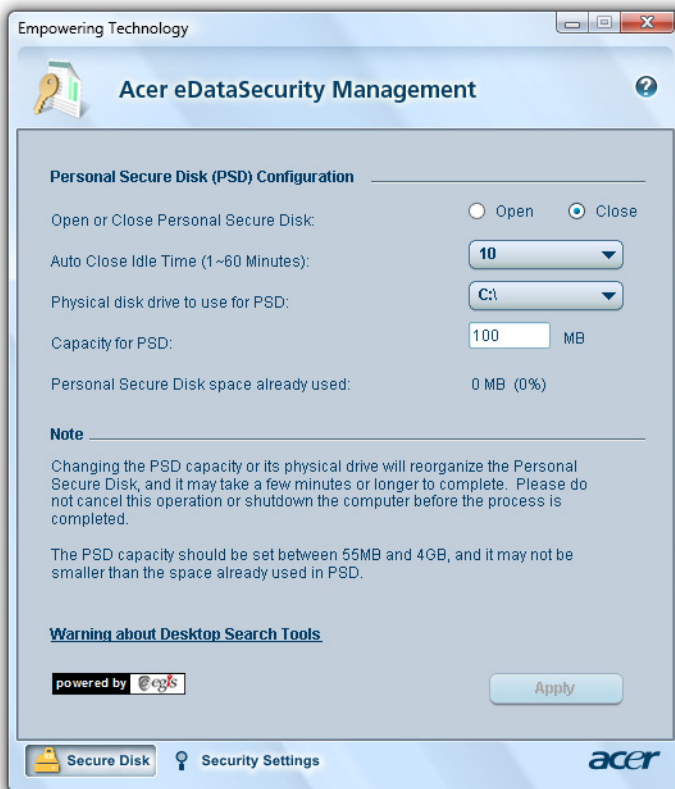 Empowering Technology
Acer eDataSecurity Management
?
Personal Secure Disk (PSD) Configuration
Open or Close Personal Secure Disk:
Open
Close
Auto Close Idle Time (1~60 Minutes):
10
Physical disk drive to use for PSD:
C:\
Capacity for PSD:
100
MB
Personal Secure Disk space already used:
0 MB (0%)
Note
Changing the PSD capacity or its physical drive will reorganize the Personal
Secure Disk, and it may take a few minutes or longer to complete. Please do
not cancel this operation or shutdown the computer before the process is
completed.
The PSD capacity should be set between 55MB and 4GB, and it may not be
smaller than the space already used in PSD.
Warning about Desktop Search Tools
powered by egis
Apply
Secure Disk
Security Settings
acer